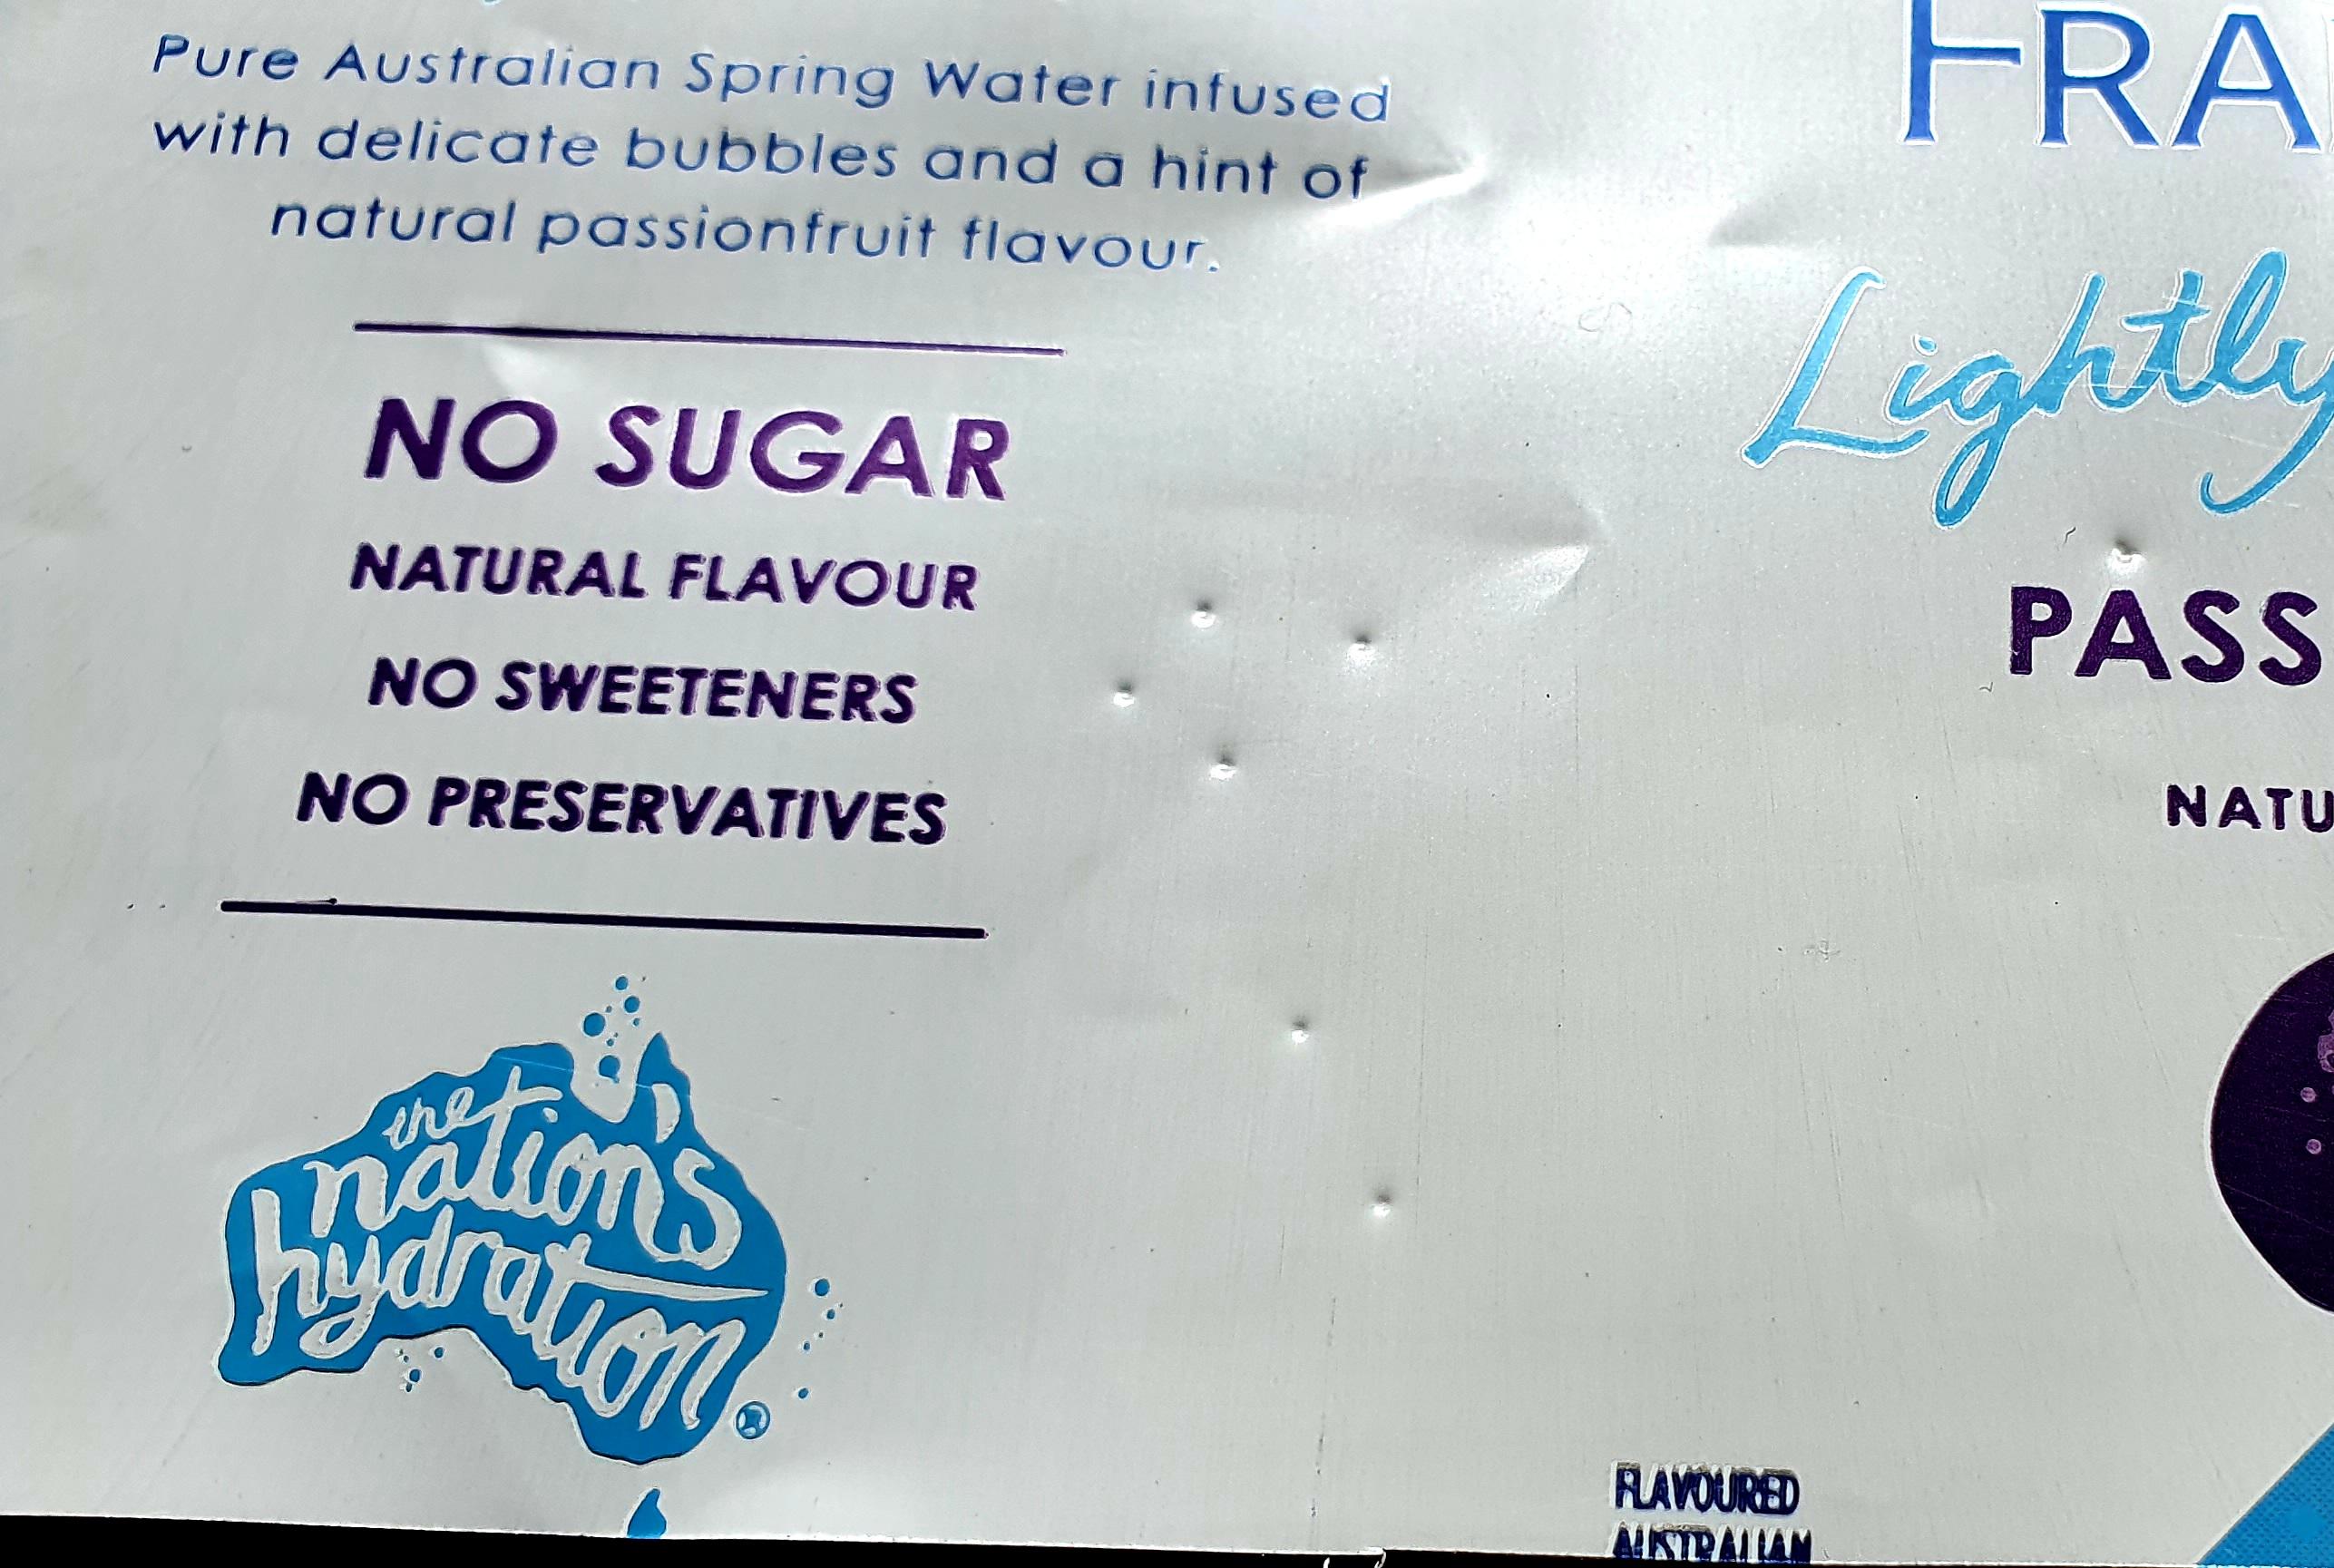 Pure Australian Spring Water infused
with delicate bubbles and a hint of
natural passionfruit flavour.
NO SUGAR
NATURAL FLAVOUR
NO SWEETENERS
NO PRESERVATIVES
the
nation's
hydration
®
FRA
Lightly
PASS
NATU
FLAVOURED
AUSTRALIAN